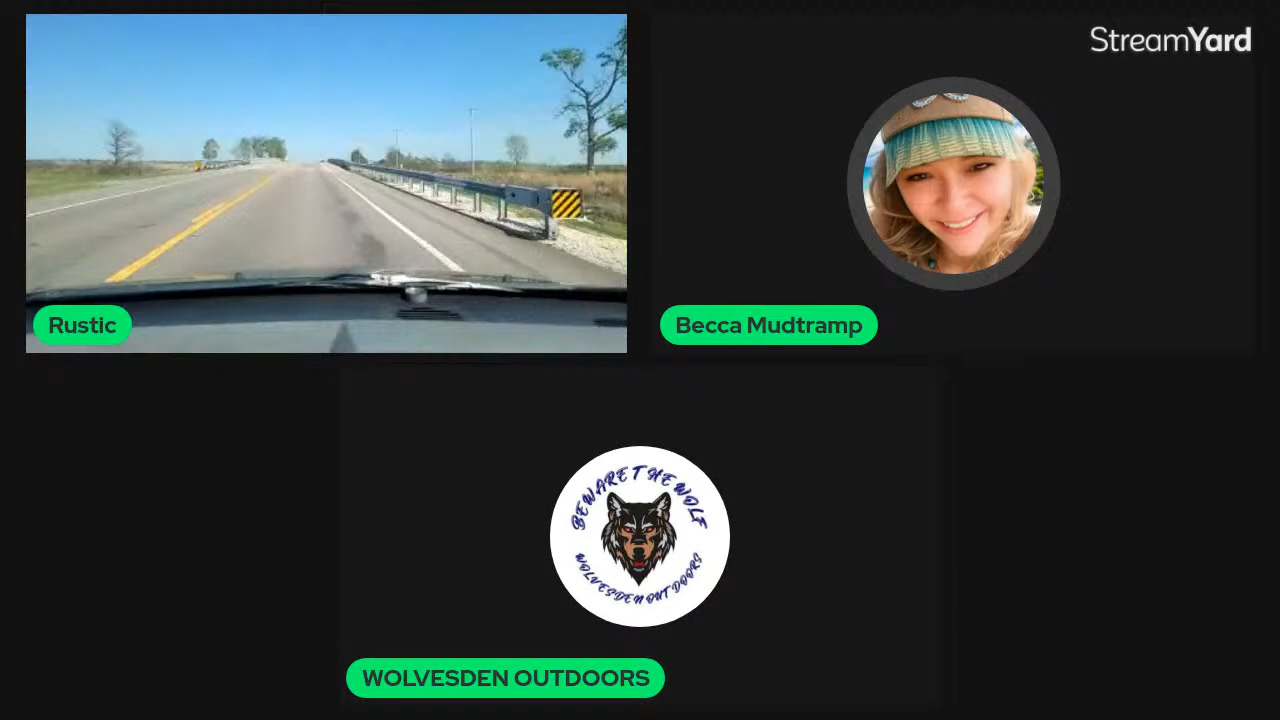 StreamYard
Rustic
Becca Mudtramp
BEWARE THE WOLF
WOLVESDEN OUTDOORS
WOLVESDEN OUTDOORS